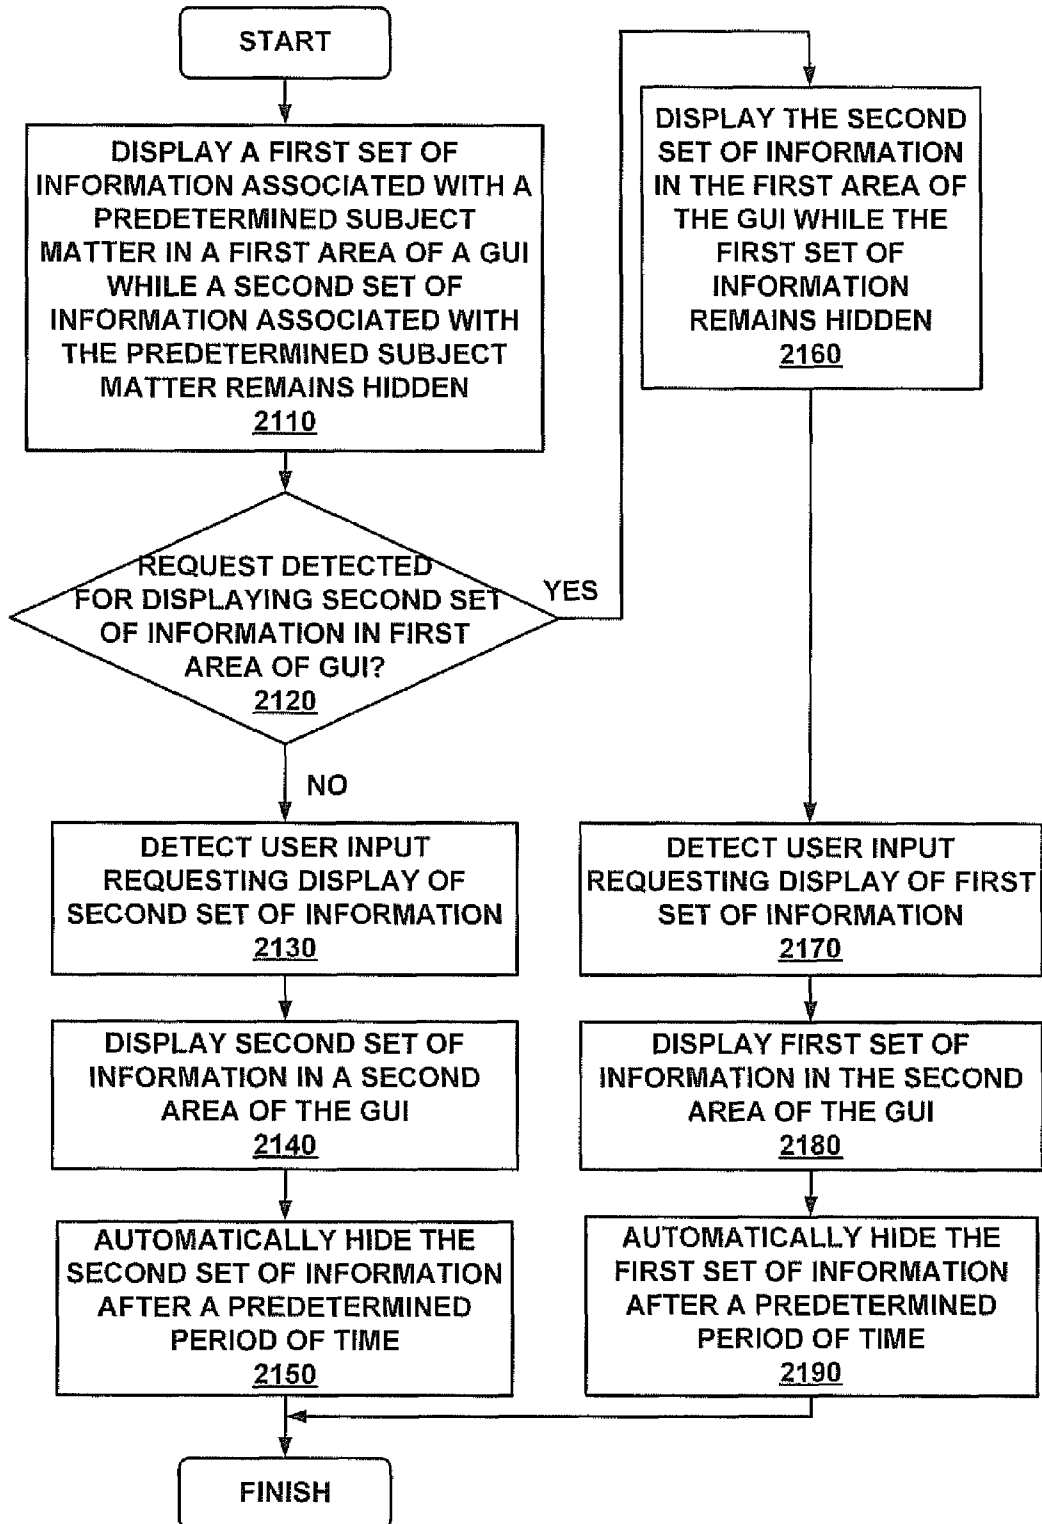 START
DISPLAY A FIRST SET OF
INFORMATION ASSOCIATED WITH A
PREDETERMINED SUBJECT
MATTER IN A FIRST AREA OF A GUI
WHILE A SECOND SET OF
INFORMATION ASSOCIATED WITH
THE PREDETERMINED SUBJECT
MATTER REMAINS HIDDEN
2110
REQUEST DETECTED
FOR DISPLAYING SECOND SET
OF INFORMATION IN FIRST
AREA OF GUI?
2120
YES
NO
DETECT USER INPUT
REQUESTING DISPLAY OF
SECOND SET OF INFORMATION
2130
DISPLAY SECOND SET OF
INFORMATION IN A SECOND
AREA OF THE GUI
2140
AUTOMATICALLY HIDE THE
SECOND SET OF INFORMATION
AFTER A PREDETERMINED
PERIOD OF TIME
2150
DISPLAY THE SECOND
SET OF INFORMATION
IN THE FIRST AREA OF
THE GUI WHILE THE
FIRST SET OF
INFORMATION
REMAINS HIDDEN
2160
DETECT USER INPUT
REQUESTING DISPLAY OF FIRST
SET OF INFORMATION
2170
DISPLAY FIRST SET OF
INFORMATION IN THE SECOND
AREA OF THE GUI
2180
AUTOMATICALLY HIDE THE
FIRST SET OF INFORMATION
AFTER A PREDETERMINED
PERIOD OF TIME
2190
FINISH